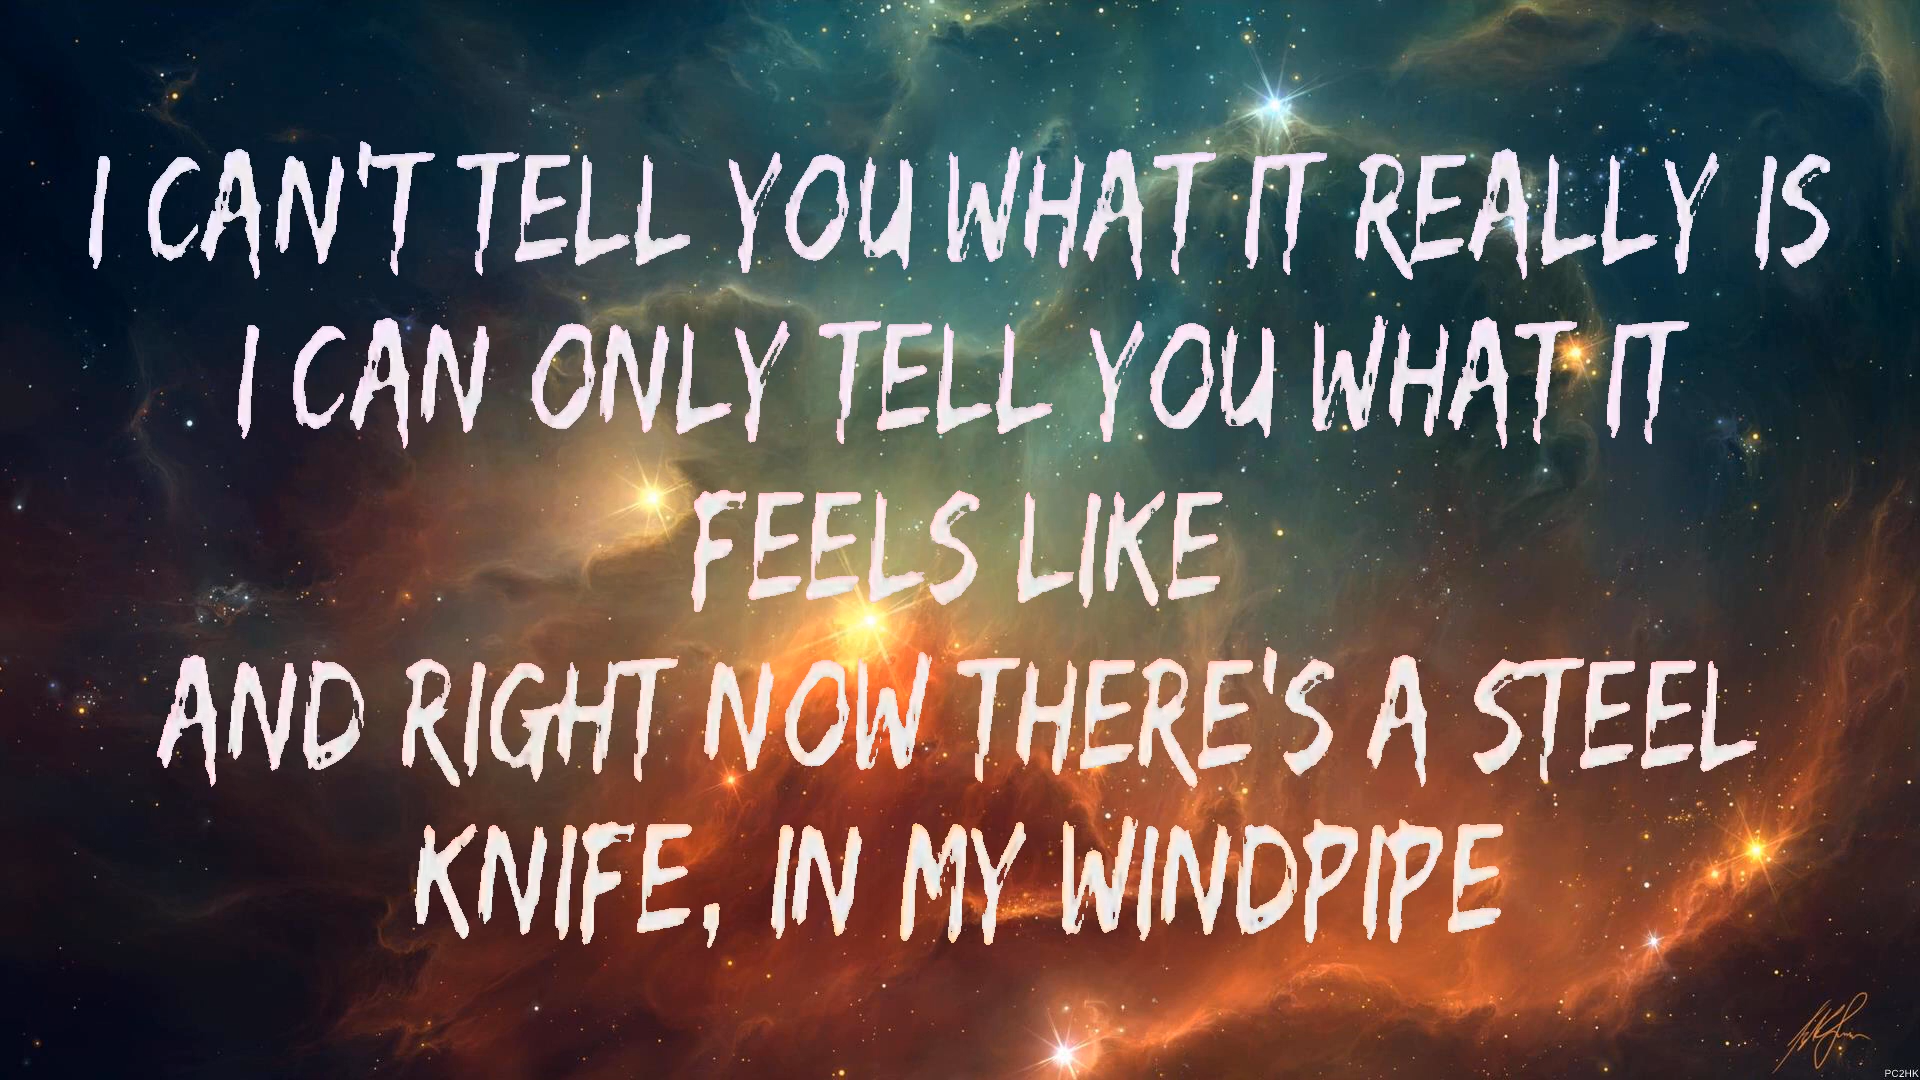 I CAN'T TELL YOU WHAT IT REALLY IS
I CAN ONLY TELL YOU WHAT IT
FEELS LIKE
AND RIGHT NOW THERE'S A STEEL
KNIFE, IN MY WINDPIPE
PC2HK